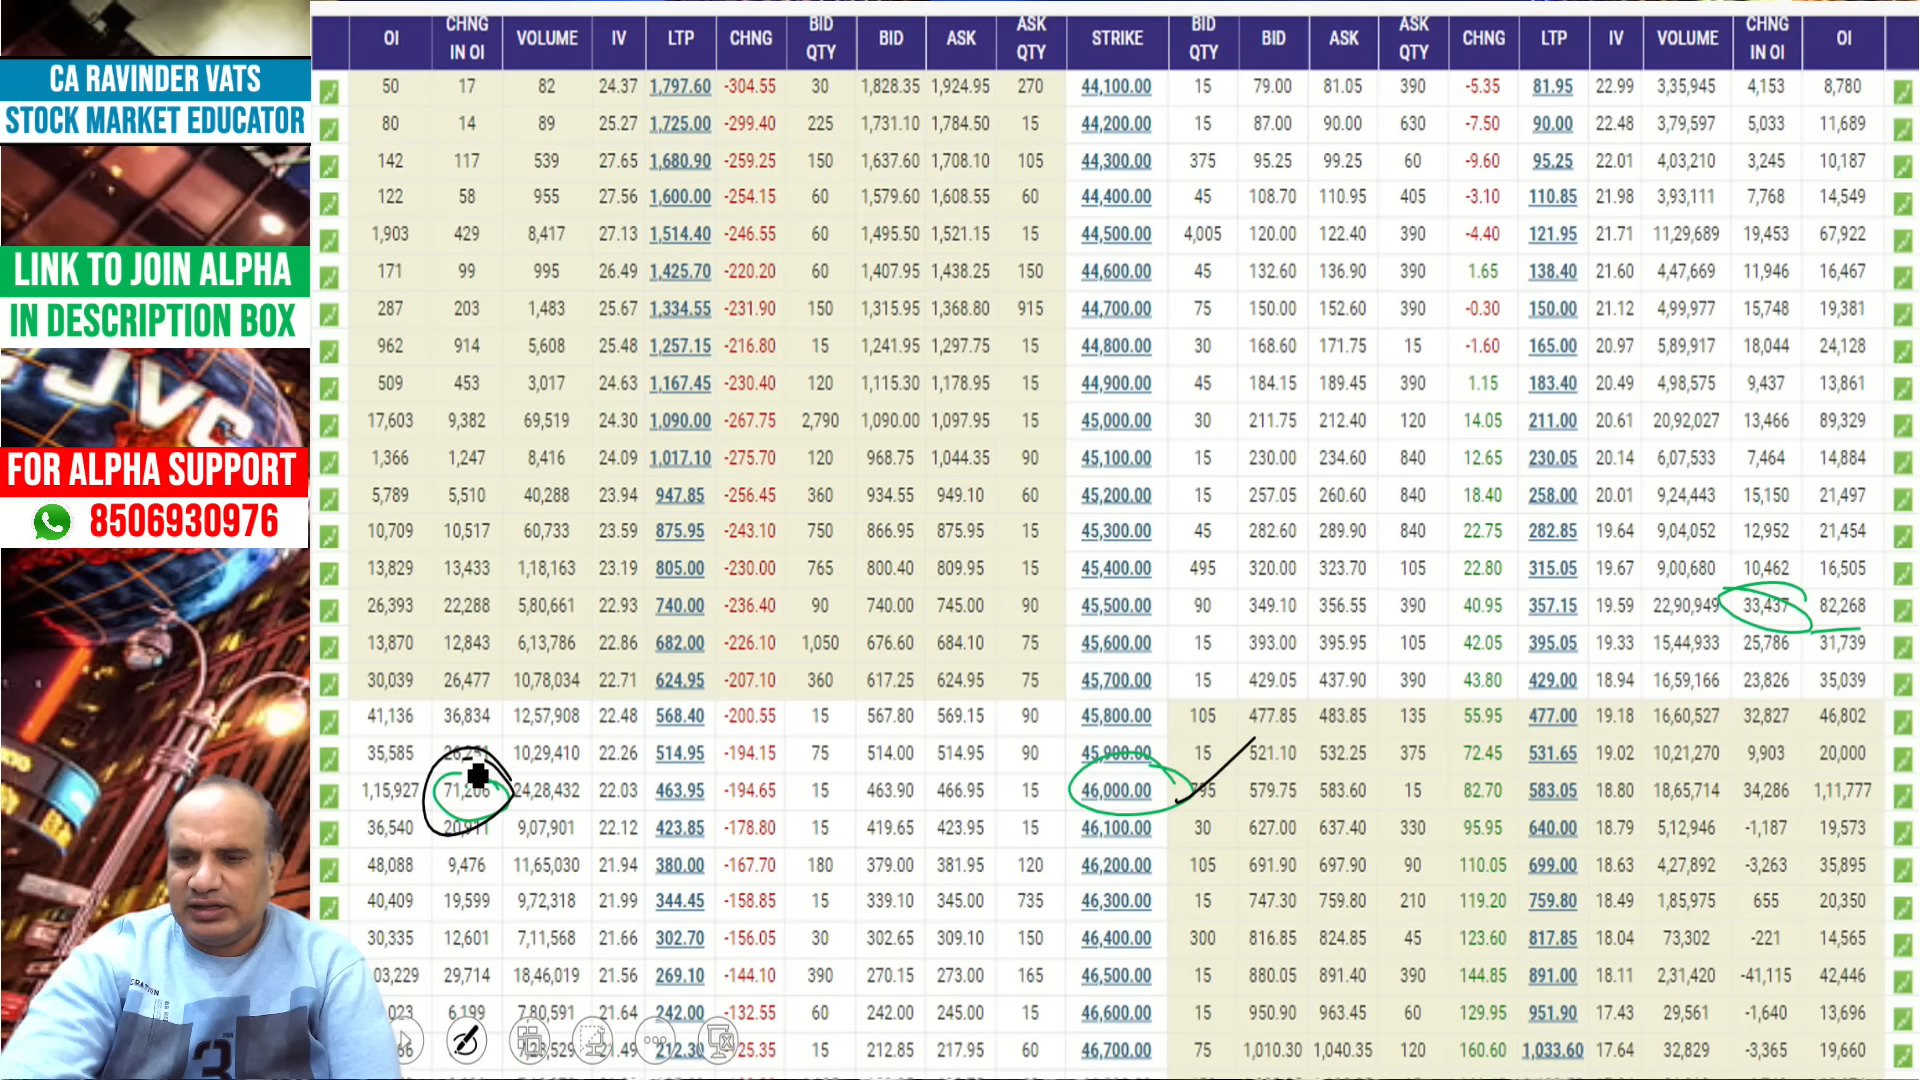 CA RAVINDER VATS
STOCK MARKET EDUCATOR
LINK TO JOIN ALPHA
IN DESCRIPTION BOX
JVC
FOR ALPHA SUPPORT
8506930976
OI CHNG IN OI VOLUME IV LTP CHNG BID QTY BID ASK ASK QTY STRIKE BID QTY BID ASK ASK QTY CHNG LTP IV VOLUME CHNG IN OI OI
50 17 82 24.37 1,797.60 -304.55 30 1,828.35 1,924.95 270 44,100.00 15 79.00 81.05 390 -5.35 81.95 22.99 3,35,945 4,153 8,780
80 14 89 25.27 1,725.00 -299.40 225 1,731.10 1,784.50 15 44,200.00 15 87.00 90.00 630 -7.50 90.00 22.48 3,79,597 5,033 11,689
142 117 539 27.65 1,680.90 -259.25 150 1,637.60 1,708.10 105 44,300.00 375 95.25 99.25 60 -9.60 95.25 22.01 4,03,210 3,245 10,187
122 58 955 27.56 1,600.00 -254.15 60 1,579.60 1,608.55 60 44,400.00 45 108.70 110.95 405 -3.10 110.85 21.98 3,93,111 7,768 14,549
1,903 429 8,417 27.13 1,514.40 -246.55 60 1,495.50 1,521.15 15 44,500.00 4,005 120.00 122.40 390 -4.40 121.95 21.71 11,29,689 19,453 67,922
171 99 995 26.49 1,425.70 -220.20 60 1,407.95 1,438.25 150 44,600.00 45 132.60 136.90 390 1.65 138.40 21.60 4,47,669 11,946 16,467
287 203 1,483 25.67 1,334.55 -231.90 150 1,315.95 1,368.80 915 44,700.00 75 150.00 152.60 390 -0.30 150.00 21.12 4,99,977 15,748 19,381
962 914 5,608 25.48 1,257.15 -216.80 15 1,241.95 1,297.75 15 44,800.00 30 168.60 171.75 15 -1.60 165.00 20.97 5,89,917 18,044 24,128
509 453 3,017 24.63 1,167.45 -230.40 120 1,115.30 1,178.95 15 44,900.00 45 184.15 189.45 390 1.15 183.40 20.49 4,98,575 9,437 13,861
17,603 9,382 69,519 24.30 1,090.00 -267.75 2,790 1,090.00 1,097.95 15 45,000.00 30 211.75 212.40 120 14.05 211.00 20.61 20,92,027 13,466 89,329
1,366 1,247 8,416 24.09 1,017.10 -275.70 120 968.75 1,044.35 90 45,100.00 15 230.00 234.60 840 12.65 230.05 20.14 6,07,533 7,464 14,884
5,789 5,510 40,288 23.94 947.85 -256.45 360 934.55 949.10 60 45,200.00 15 257.05 260.60 840 18.40 258.00 20.01 9,24,443 15,150 21,497
10,709 10,517 60,733 23.59 875.95 -243.10 750 866.95 875.95 15 45,300.00 45 282.60 289.90 840 22.75 282.85 19.64 9,04,052 12,952 21,454
13,829 13,433 1,18,163 23.19 805.00 -230.00 765 800.40 809.95 15 45,400.00 495 320.00 323.70 105 22.80 315.05 19.67 9,00,680 10,462 16,505
26,393 22,288 5,80,661 22.93 740.00 -236.40 90 740.00 745.00 90 45,500.00 90 349.10 356.55 390 40.95 357.15 19.59 22,90,949 33,437 82,268
13,870 12,843 6,13,786 22.86 682.00 -226.10 1,050 676.60 684.10 75 45,600.00 15 393.00 395.95 105 42.05 395.05 19.33 15,44,933 25,786 31,739
30,039 26,477 10,78,034 22.71 624.95 -207.10 360 617.25 624.95 75 45,700.00 15 429.05 437.90 390 43.80 429.00 18.94 16,59,166 23,826 35,039
41,136 36,834 12,57,908 22.48 568.40 -200.55 15 567.80 569.15 90 45,800.00 105 477.85 483.85 135 55.95 477.00 19.18 16,60,527 32,827 46,802
35,585 10,29,410 22.26 514.95 -194.15 75 514.00 514.95 90 45,900.00 15 521.10 532.25 375 72.45 531.65 19.02 10,21,270 9,903 20,000
1,15,927 71,206 24,28,432 22.03 463.95 -194.65 15 463.90 466.95 15 46,000.00 579.75 583.60 15 82.70 583.05 18.80 18,65,714 34,286 1,11,777
36,540 9,07,901 22.12 423.85 -178.80 15 419.65 423.95 15 46,100.00 30 627.00 637.40 330 95.95 640.00 18.79 5,12,946 -1,187 19,573
48,088 9,476 11,65,030 21.94 380.00 -167.70 180 379.00 381.95 120 46,200.00 105 691.90 697.90 90 110.05 699.00 18.63 4,27,892 -3,263 35,895
40,409 19,599 9,72,318 21.99 344.45 -158.85 15 339.10 345.00 735 46,300.00 15 747.30 759.80 210 119.20 759.80 18.49 1,85,975 655 20,350
30,335 12,601 7,11,568 21.66 302.70 -156.05 30 302.65 309.10 150 46,400.00 300 816.85 824.85 45 123.60 817.85 18.04 73,302 -221 14,565
03,229 29,714 18,46,019 21.56 269.10 -144.10 390 270.15 273.00 165 46,500.00 15 880.05 891.40 390 144.85 891.00 18.11 2,31,420 -41,115 42,446
023 6,199 7,80,591 21.64 242.00 -132.55 60 242.00 245.00 15 46,600.00 15 950.90 963.45 60 129.95 951.90 17.43 29,561 -1,640 13,696
21.49 212.30 25.35 15 212.85 217.95 60 46,700.00 75 1,010.30 1,040.35 120 160.60 1,033.60 17.64 32,829 -3,365 19,660
3